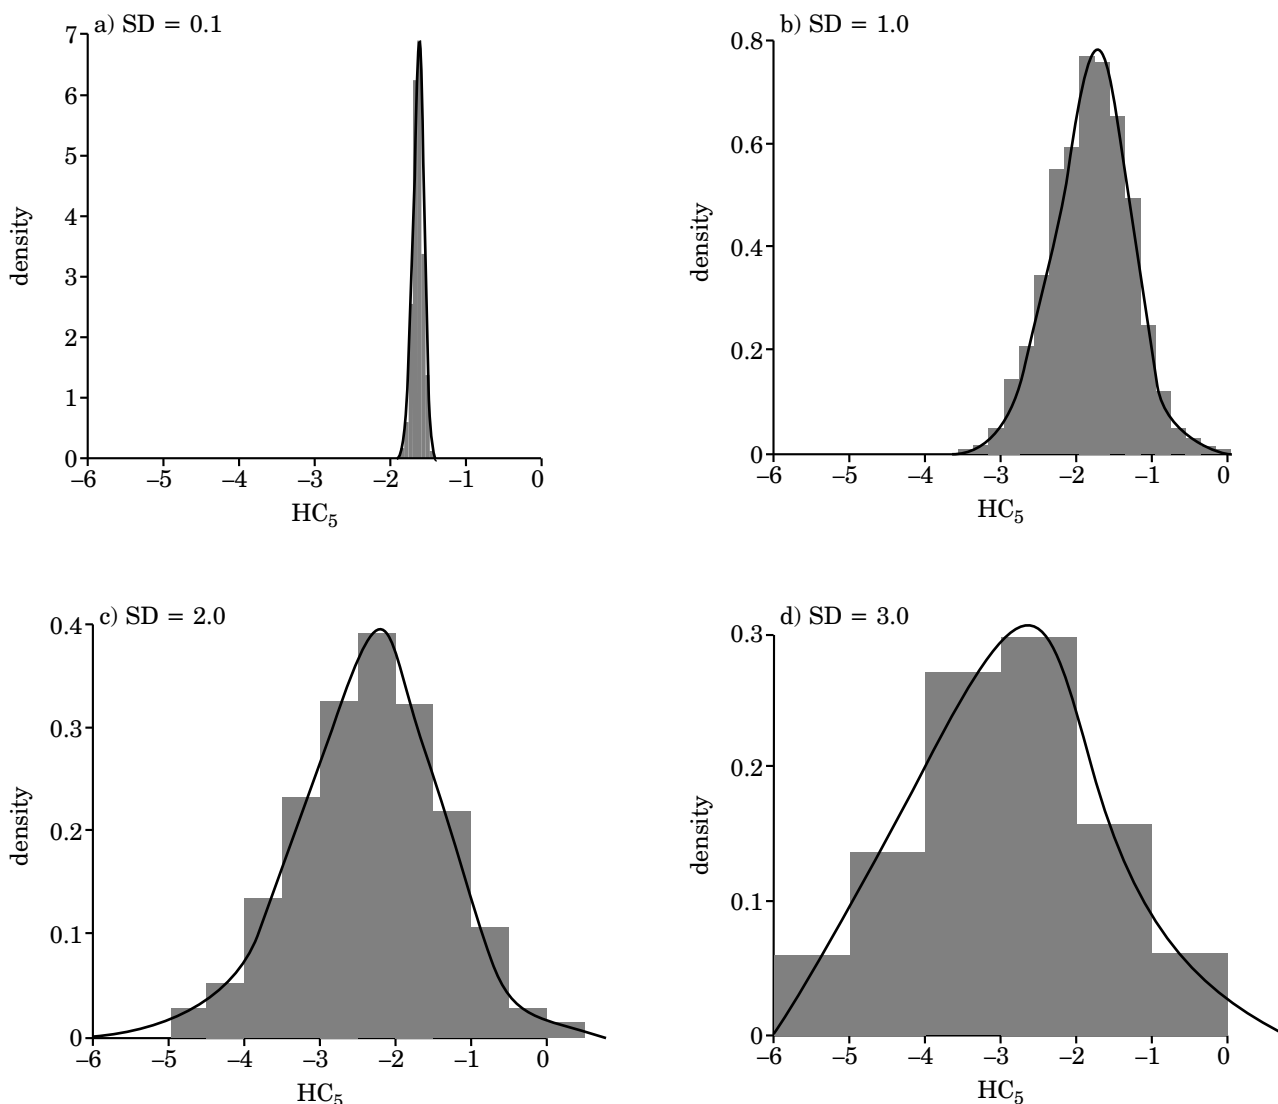 a) SD = 0.1
7
6
5
4
3
2
1
0
density
–6 –5 –4 –3 –2 –1 0
HC5
b) SD = 1.0
0.8
0.6
0.4
0.2
0
density
–6 –5 –4 –3 –2 –1 0
HC5
c) SD = 2.0
0.4
0.3
0.2
0.1
0
density
–6 –5 –4 –3 –2 –1 0
HC5
d) SD = 3.0
0.3
0.2
0.1
0
density
–6 –5 –4 –3 –2 –1 0
HC5